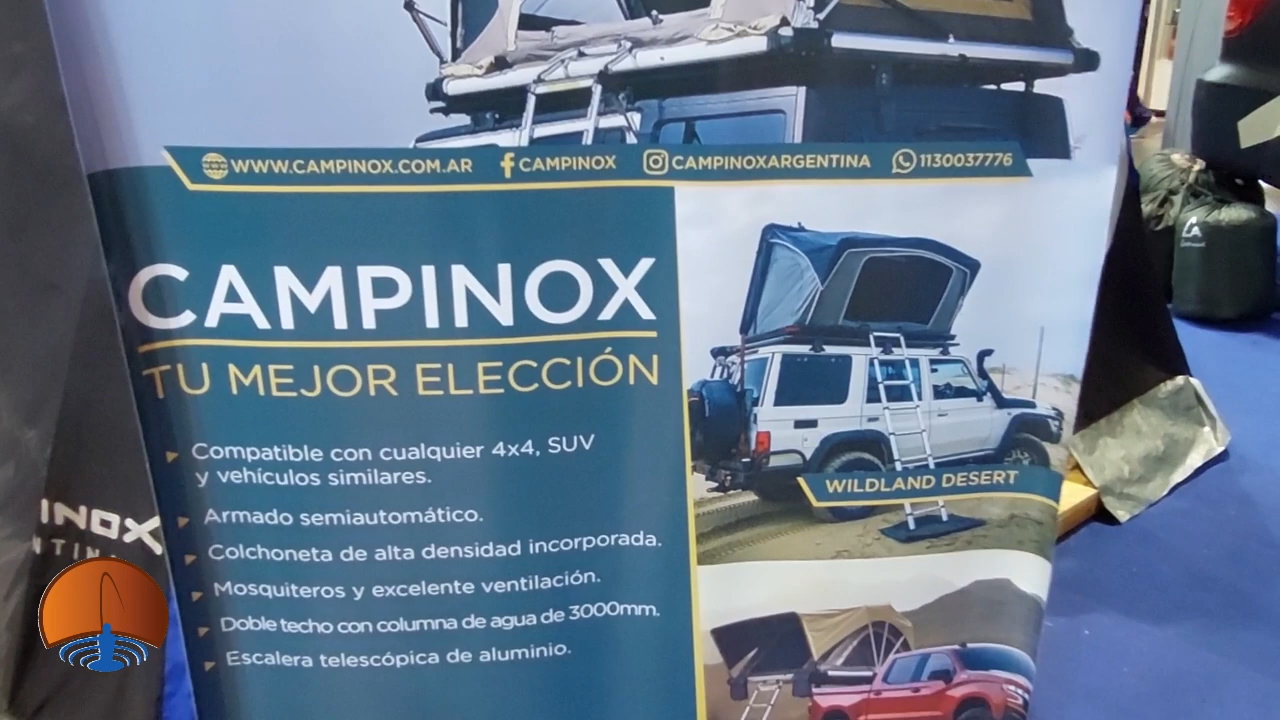 WWW.CAMPINOX.COM.AR CAMPINOX CAMPINOXARGENTINA 1130037776
CAMPINOX
TU MEJOR ELECCIÓN
Compatible con cualquier 4x4, SUV
y vehículos similares.
Armado semiautomático.
Colchoneta de alta densidad incorporada.
Mosquiteros y excelente ventilación.
Doble techo con columna de agua de 3000mm.
Escalera telescópica de aluminio.
WILDLAND DESERT
INOX
NTINA